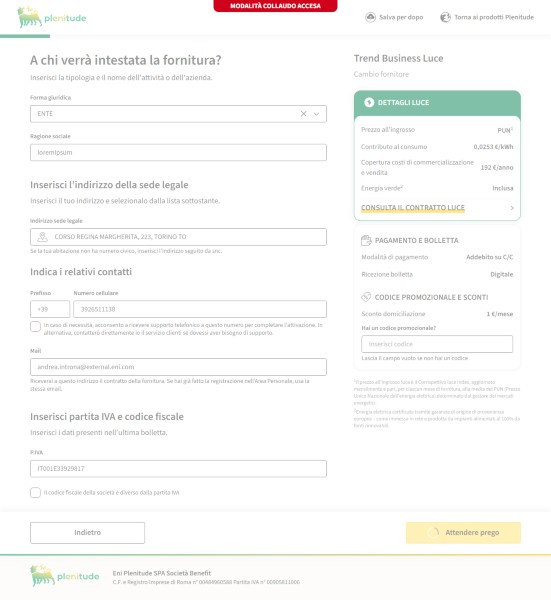 MODALITÀ COLLAUDO ACCESA
plenitude
Salva per dopo
Torna ai prodotti Plenitude
A chi verrà intestata la fornitura?
Inserisci la tipologia e il nome dell'attività o dell'azienda.
Forma giuridica
ENTE
Ragione sociale
loremipsum
Inserisci l'indirizzo della sede legale
Inserisci il tuo indirizzo e selezionalo dalla lista sottostante.
Indirizzo sede legale
CORSO REGINA MARGHERITA, 223, TORINO TO
Se la tua abitazione non ha numero civico, inserisci l'indirizzo seguito da snc.
Indica i relativi contatti
Prefisso
Numero cellulare
+39
3920511138
In caso di necessità, acconsento a ricevere supporto telefonico a questo numero per completare l'attivazione. In
alternativa, contatterò direttamente io il servizio clienti se dovessi aver bisogno di supporto.
Mail
andrea.introna@external.eni.com
Riceverai a questo indirizzo il contratto della fornitura. Se hai già fatto la registrazione nell'Area Personale, usa la
stessa email.
Inserisci partita IVA e codice fiscale
Inserisci i dati presenti nell'ultima bolletta.
P.IVA
IT001E33929817
Il codice fiscale della società è diverso dalla partita IVA
Trend Business Luce
Cambio fornitore
DETTAGLI LUCE
Prezzo all'ingrosso PUN¹
Contributo al consumo 0,0253 €/kWh
Copertura costi di commercializzazione
e vendita 192 €/anno
Energia verde² Inclusa
CONSULTA IL CONTRATTO LUCE
PAGAMENTO E BOLLETTA
Modalità di pagamento Addebito su C/C
Ricezione bolletta Digitale
CODICE PROMOZIONALE E SCONTI
Sconto domiciliazione 1 €/mese
Hai un codice promozionale?
Inserisci codice
Lascia il campo vuoto se non hai un codice
¹Il prezzo all'ingrosso Luce è il Corrispettivo Luce Index, aggiornato
mensilmente e pari, per ciascun mese di fornitura, alla media del PUN (Prezzo
Unico Nazionale dell'energia elettrica), determinato dal gestore dei mercati
energetici.
²Energia elettrica certificata tramite garanzie di origine di provenienza
europea - come immessa in rete e prodotta da impianti alimentati al 100% da
fonti rinnovabili.
Indietro
Attendere prego
plenitude
Eni Plenitude SpA Società Benefit
C.F. e Registro Imprese di Roma n° 00484960588 Partita IVA n° 00905811006